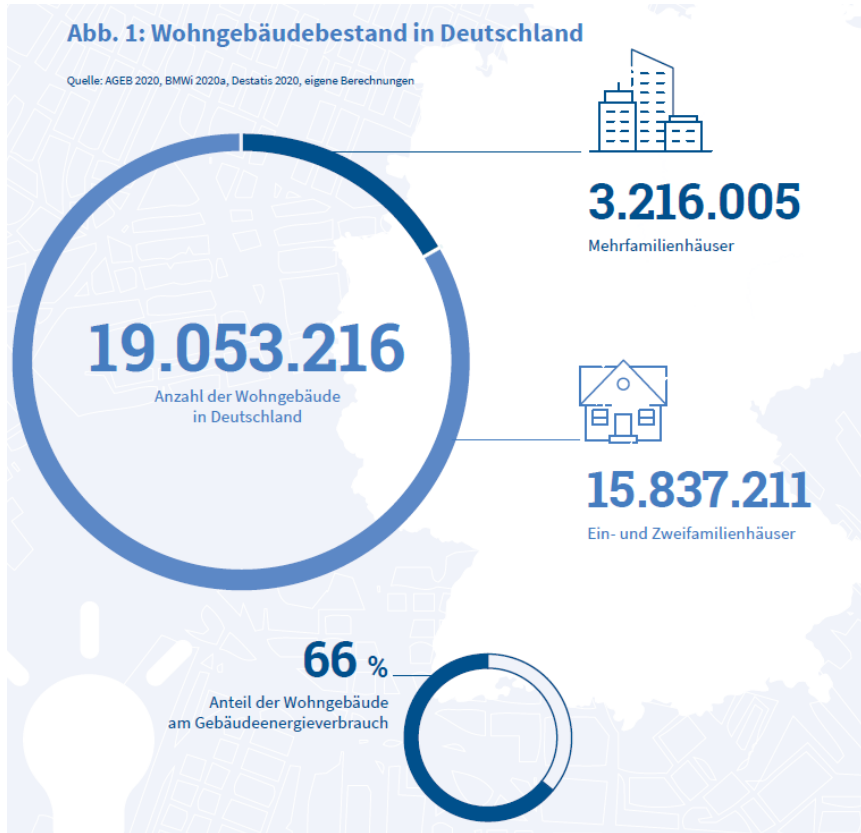 Abb. 1: Wohngebäudebestand in Deutschland
Quelle: AGEB 2020, BMWi 2020a, Destatis 2020, eigene Berechnungen
3.216.005
Mehrfamilienhäuser
19.053.216
Anzahl der Wohngebäude
in Deutschland
15.837.211
Ein- und Zweifamilienhäuser
66 %
Anteil der Wohngebäude
am Gebäudeenergieverbrauch